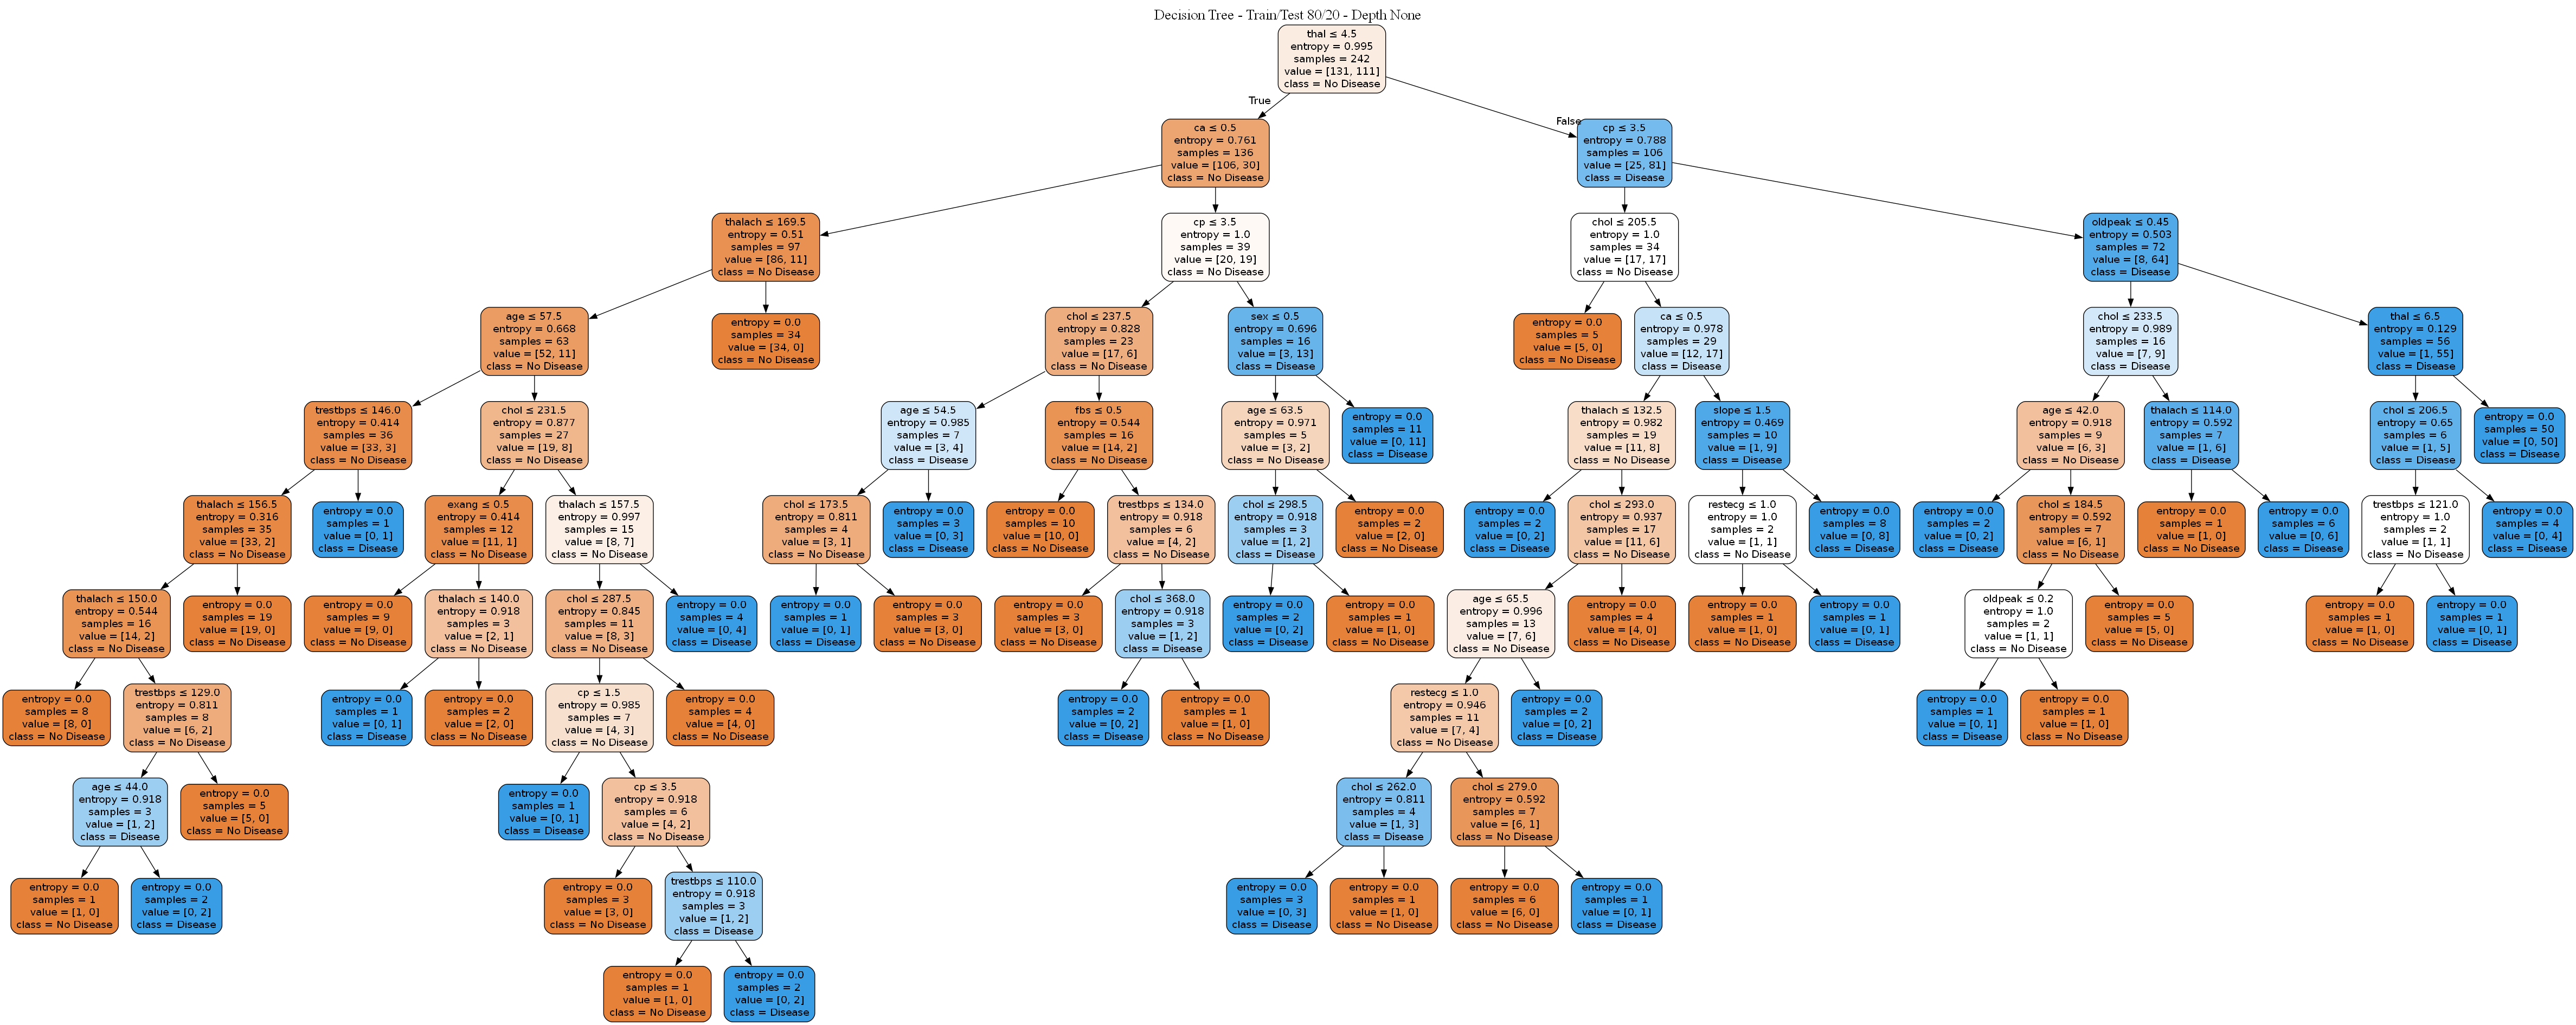 Decision Tree - Train/Test 80/20 - Depth None
thal ≤ 4.5
entropy = 0.995
samples = 242
value = [131, 111]
class = No Disease
True
False
ca ≤ 0.5
entropy = 0.761
samples = 136
value = [106, 30]
class = No Disease
cp ≤ 3.5
entropy = 0.788
samples = 106
value = [25, 81]
class = Disease
thalach ≤ 169.5
entropy = 0.51
samples = 97
value = [86, 11]
class = No Disease
cp ≤ 3.5
entropy = 1.0
samples = 39
value = [20, 19]
class = No Disease
chol ≤ 205.5
entropy = 1.0
samples = 34
value = [17, 17]
class = No Disease
oldpeak ≤ 0.45
entropy = 0.503
samples = 72
value = [8, 64]
class = Disease
age ≤ 57.5
entropy = 0.668
samples = 63
value = [52, 11]
class = No Disease
entropy = 0.0
samples = 34
value = [34, 0]
class = No Disease
chol ≤ 237.5
entropy = 0.828
samples = 23
value = [17, 6]
class = No Disease
sex ≤ 0.5
entropy = 0.696
samples = 16
value = [3, 13]
class = Disease
entropy = 0.0
samples = 5
value = [5, 0]
class = No Disease
ca ≤ 0.5
entropy = 0.978
samples = 29
value = [12, 17]
class = Disease
chol ≤ 233.5
entropy = 0.989
samples = 16
value = [7, 9]
class = Disease
thal ≤ 6.5
entropy = 0.129
samples = 56
value = [1, 55]
class = Disease
trestbps ≤ 146.0
entropy = 0.414
samples = 36
value = [33, 3]
class = No Disease
chol ≤ 231.5
entropy = 0.877
samples = 27
value = [19, 8]
class = No Disease
age ≤ 54.5
entropy = 0.985
samples = 7
value = [3, 4]
class = Disease
fbs ≤ 0.5
entropy = 0.544
samples = 16
value = [14, 2]
class = No Disease
age ≤ 63.5
entropy = 0.971
samples = 5
value = [3, 2]
class = No Disease
entropy = 0.0
samples = 11
value = [0, 11]
class = Disease
thalach ≤ 132.5
entropy = 0.982
samples = 19
value = [11, 8]
class = No Disease
slope ≤ 1.5
entropy = 0.469
samples = 10
value = [1, 9]
class = Disease
age ≤ 42.0
entropy = 0.918
samples = 9
value = [6, 3]
class = No Disease
thalach ≤ 114.0
entropy = 0.592
samples = 7
value = [1, 6]
class = Disease
chol ≤ 206.5
entropy = 0.65
samples = 6
value = [1, 5]
class = Disease
entropy = 0.0
samples = 50
value = [0, 50]
class = Disease
thalach ≤ 156.5
entropy = 0.316
samples = 35
value = [33, 2]
class = No Disease
entropy = 0.0
samples = 1
value = [0, 1]
class = Disease
exang ≤ 0.5
entropy = 0.414
samples = 12
value = [11, 1]
class = No Disease
thalach ≤ 157.5
entropy = 0.997
samples = 15
value = [8, 7]
class = No Disease
chol ≤ 173.5
entropy = 0.811
samples = 4
value = [3, 1]
class = No Disease
entropy = 0.0
samples = 3
value = [0, 3]
class = Disease
entropy = 0.0
samples = 10
value = [10, 0]
class = No Disease
trestbps ≤ 134.0
entropy = 0.918
samples = 6
value = [4, 2]
class = No Disease
chol ≤ 298.5
entropy = 0.918
samples = 3
value = [1, 2]
class = Disease
entropy = 0.0
samples = 2
value = [2, 0]
class = No Disease
entropy = 0.0
samples = 2
value = [0, 2]
class = Disease
chol ≤ 293.0
entropy = 0.937
samples = 17
value = [11, 6]
class = No Disease
restecg ≤ 1.0
entropy = 1.0
samples = 2
value = [1, 1]
class = No Disease
entropy = 0.0
samples = 8
value = [0, 8]
class = Disease
entropy = 0.0
samples = 2
value = [0, 2]
class = Disease
chol ≤ 184.5
entropy = 0.592
samples = 7
value = [6, 1]
class = No Disease
entropy = 0.0
samples = 1
value = [1, 0]
class = No Disease
entropy = 0.0
samples = 6
value = [0, 6]
class = Disease
trestbps ≤ 121.0
entropy = 1.0
samples = 2
value = [1, 1]
class = No Disease
entropy = 0.0
samples = 4
value = [0, 4]
class = Disease
thalach ≤ 150.0
entropy = 0.544
samples = 16
value = [14, 2]
class = No Disease
entropy = 0.0
samples = 19
value = [19, 0]
class = No Disease
entropy = 0.0
samples = 9
value = [9, 0]
class = No Disease
thalach ≤ 140.0
entropy = 0.918
samples = 3
value = [2, 1]
class = No Disease
chol ≤ 287.5
entropy = 0.845
samples = 11
value = [8, 3]
class = No Disease
entropy = 0.0
samples = 4
value = [0, 4]
class = Disease
entropy = 0.0
samples = 1
value = [0, 1]
class = Disease
entropy = 0.0
samples = 3
value = [3, 0]
class = No Disease
entropy = 0.0
samples = 3
value = [3, 0]
class = No Disease
chol ≤ 368.0
entropy = 0.918
samples = 3
value = [1, 2]
class = Disease
entropy = 0.0
samples = 2
value = [0, 2]
class = Disease
entropy = 0.0
samples = 1
value = [1, 0]
class = No Disease
age ≤ 65.5
entropy = 0.996
samples = 13
value = [7, 6]
class = No Disease
entropy = 0.0
samples = 4
value = [4, 0]
class = No Disease
entropy = 0.0
samples = 1
value = [1, 0]
class = No Disease
entropy = 0.0
samples = 1
value = [0, 1]
class = Disease
oldpeak ≤ 0.2
entropy = 1.0
samples = 2
value = [1, 1]
class = No Disease
entropy = 0.0
samples = 5
value = [5, 0]
class = No Disease
entropy = 0.0
samples = 1
value = [1, 0]
class = No Disease
entropy = 0.0
samples = 1
value = [0, 1]
class = Disease
entropy = 0.0
samples = 8
value = [8, 0]
class = No Disease
trestbps ≤ 129.0
entropy = 0.811
samples = 8
value = [6, 2]
class = No Disease
entropy = 0.0
samples = 1
value = [0, 1]
class = Disease
entropy = 0.0
samples = 2
value = [2, 0]
class = No Disease
cp ≤ 1.5
entropy = 0.985
samples = 7
value = [4, 3]
class = No Disease
entropy = 0.0
samples = 4
value = [4, 0]
class = No Disease
entropy = 0.0
samples = 2
value = [0, 2]
class = Disease
entropy = 0.0
samples = 1
value = [1, 0]
class = No Disease
restecg ≤ 1.0
entropy = 0.946
samples = 11
value = [7, 4]
class = No Disease
entropy = 0.0
samples = 2
value = [0, 2]
class = Disease
entropy = 0.0
samples = 1
value = [0, 1]
class = Disease
entropy = 0.0
samples = 1
value = [1, 0]
class = No Disease
age ≤ 44.0
entropy = 0.918
samples = 3
value = [1, 2]
class = Disease
entropy = 0.0
samples = 5
value = [5, 0]
class = No Disease
entropy = 0.0
samples = 1
value = [0, 1]
class = Disease
cp ≤ 3.5
entropy = 0.918
samples = 6
value = [4, 2]
class = No Disease
chol ≤ 262.0
entropy = 0.811
samples = 4
value = [1, 3]
class = Disease
chol ≤ 279.0
entropy = 0.592
samples = 7
value = [6, 1]
class = No Disease
entropy = 0.0
samples = 1
value = [1, 0]
class = No Disease
entropy = 0.0
samples = 2
value = [0, 2]
class = Disease
entropy = 0.0
samples = 3
value = [3, 0]
class = No Disease
trestbps ≤ 110.0
entropy = 0.918
samples = 3
value = [1, 2]
class = Disease
entropy = 0.0
samples = 3
value = [0, 3]
class = Disease
entropy = 0.0
samples = 1
value = [1, 0]
class = No Disease
entropy = 0.0
samples = 6
value = [6, 0]
class = No Disease
entropy = 0.0
samples = 1
value = [0, 1]
class = Disease
entropy = 0.0
samples = 1
value = [1, 0]
class = No Disease
entropy = 0.0
samples = 2
value = [0, 2]
class = Disease